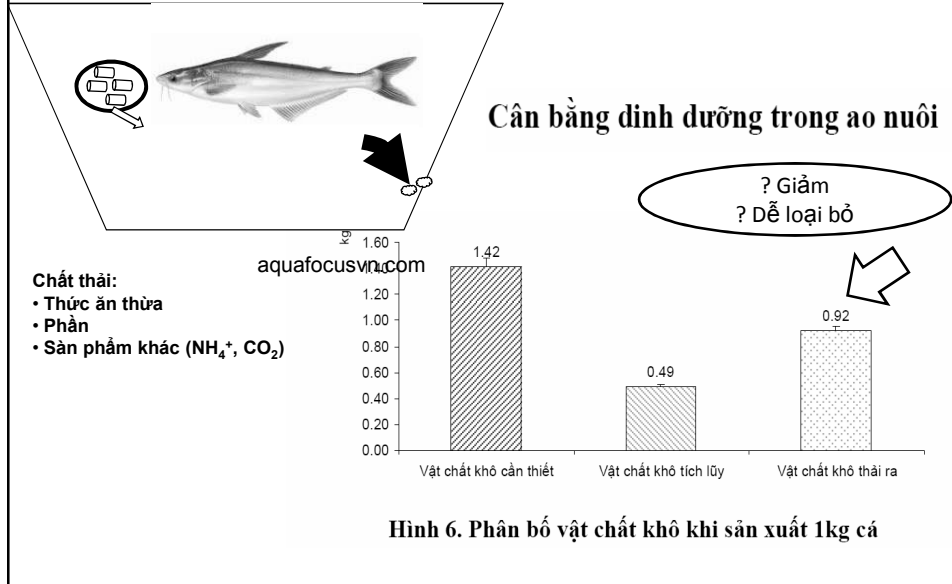 Cân bằng dinh dưỡng trong ao nuôi
? Giảm
? Dễ loại bỏ
Chất thải:
• Thức ăn thừa
• Phần
• Sàn phẩm khác (NH₄⁺, CO₂)
aquafocusvn.com
kg
1.60
1.40
1.20
1.00
0.80
0.60
0.40
0.20
0.00
1.42
0.49
0.92
Vật chất khô cần thiết
Vật chất khô tích lũy
Vật chất khô thải ra
Hình 6. Phân bố vật chất khô khi sản xuất 1kg cá